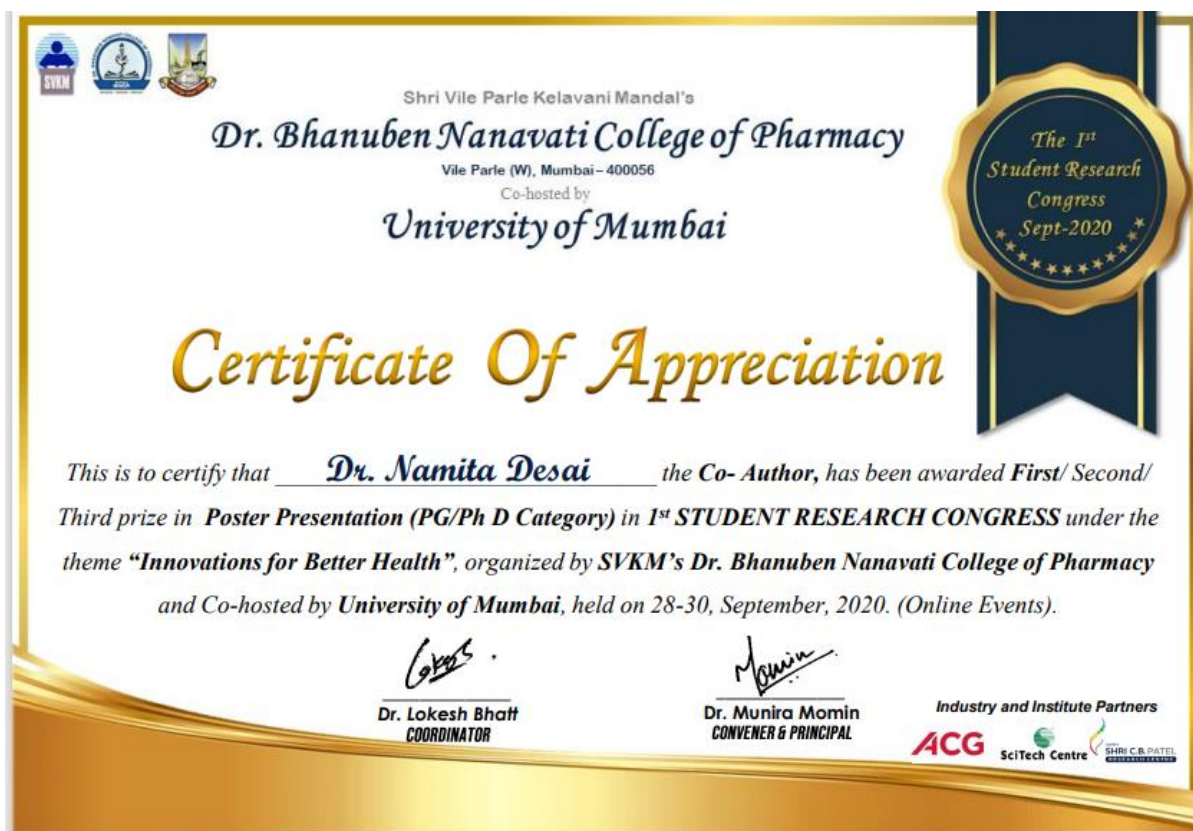 SVKM
Shri Vile Parle Kelavani Mandal's
Dr. Bhanuben Nanavati College of Pharmacy
Vile Parle (W), Mumbai – 400056
Co-hosted by
University of Mumbai
The 1st
Student Research
Congress
Sept-2020
Certificate Of Appreciation
This is to certify that Dr. Namita Desai the Co- Author, has been awarded First/ Second/
Third prize in Poster Presentation (PG/Ph D Category) in 1st STUDENT RESEARCH CONGRESS under the
theme “Innovations for Better Health”, organized by SVKM’s Dr. Bhanuben Nanavati College of Pharmacy
and Co-hosted by University of Mumbai, held on 28-30, September, 2020. (Online Events).
Dr. Lokesh Bhatt
COORDINATOR
Dr. Munira Momin
CONVENER & PRINCIPAL
Industry and Institute Partners
ACG
SciTech Centre
SHRI C.B. PATEL
RESEARCH CENTRE